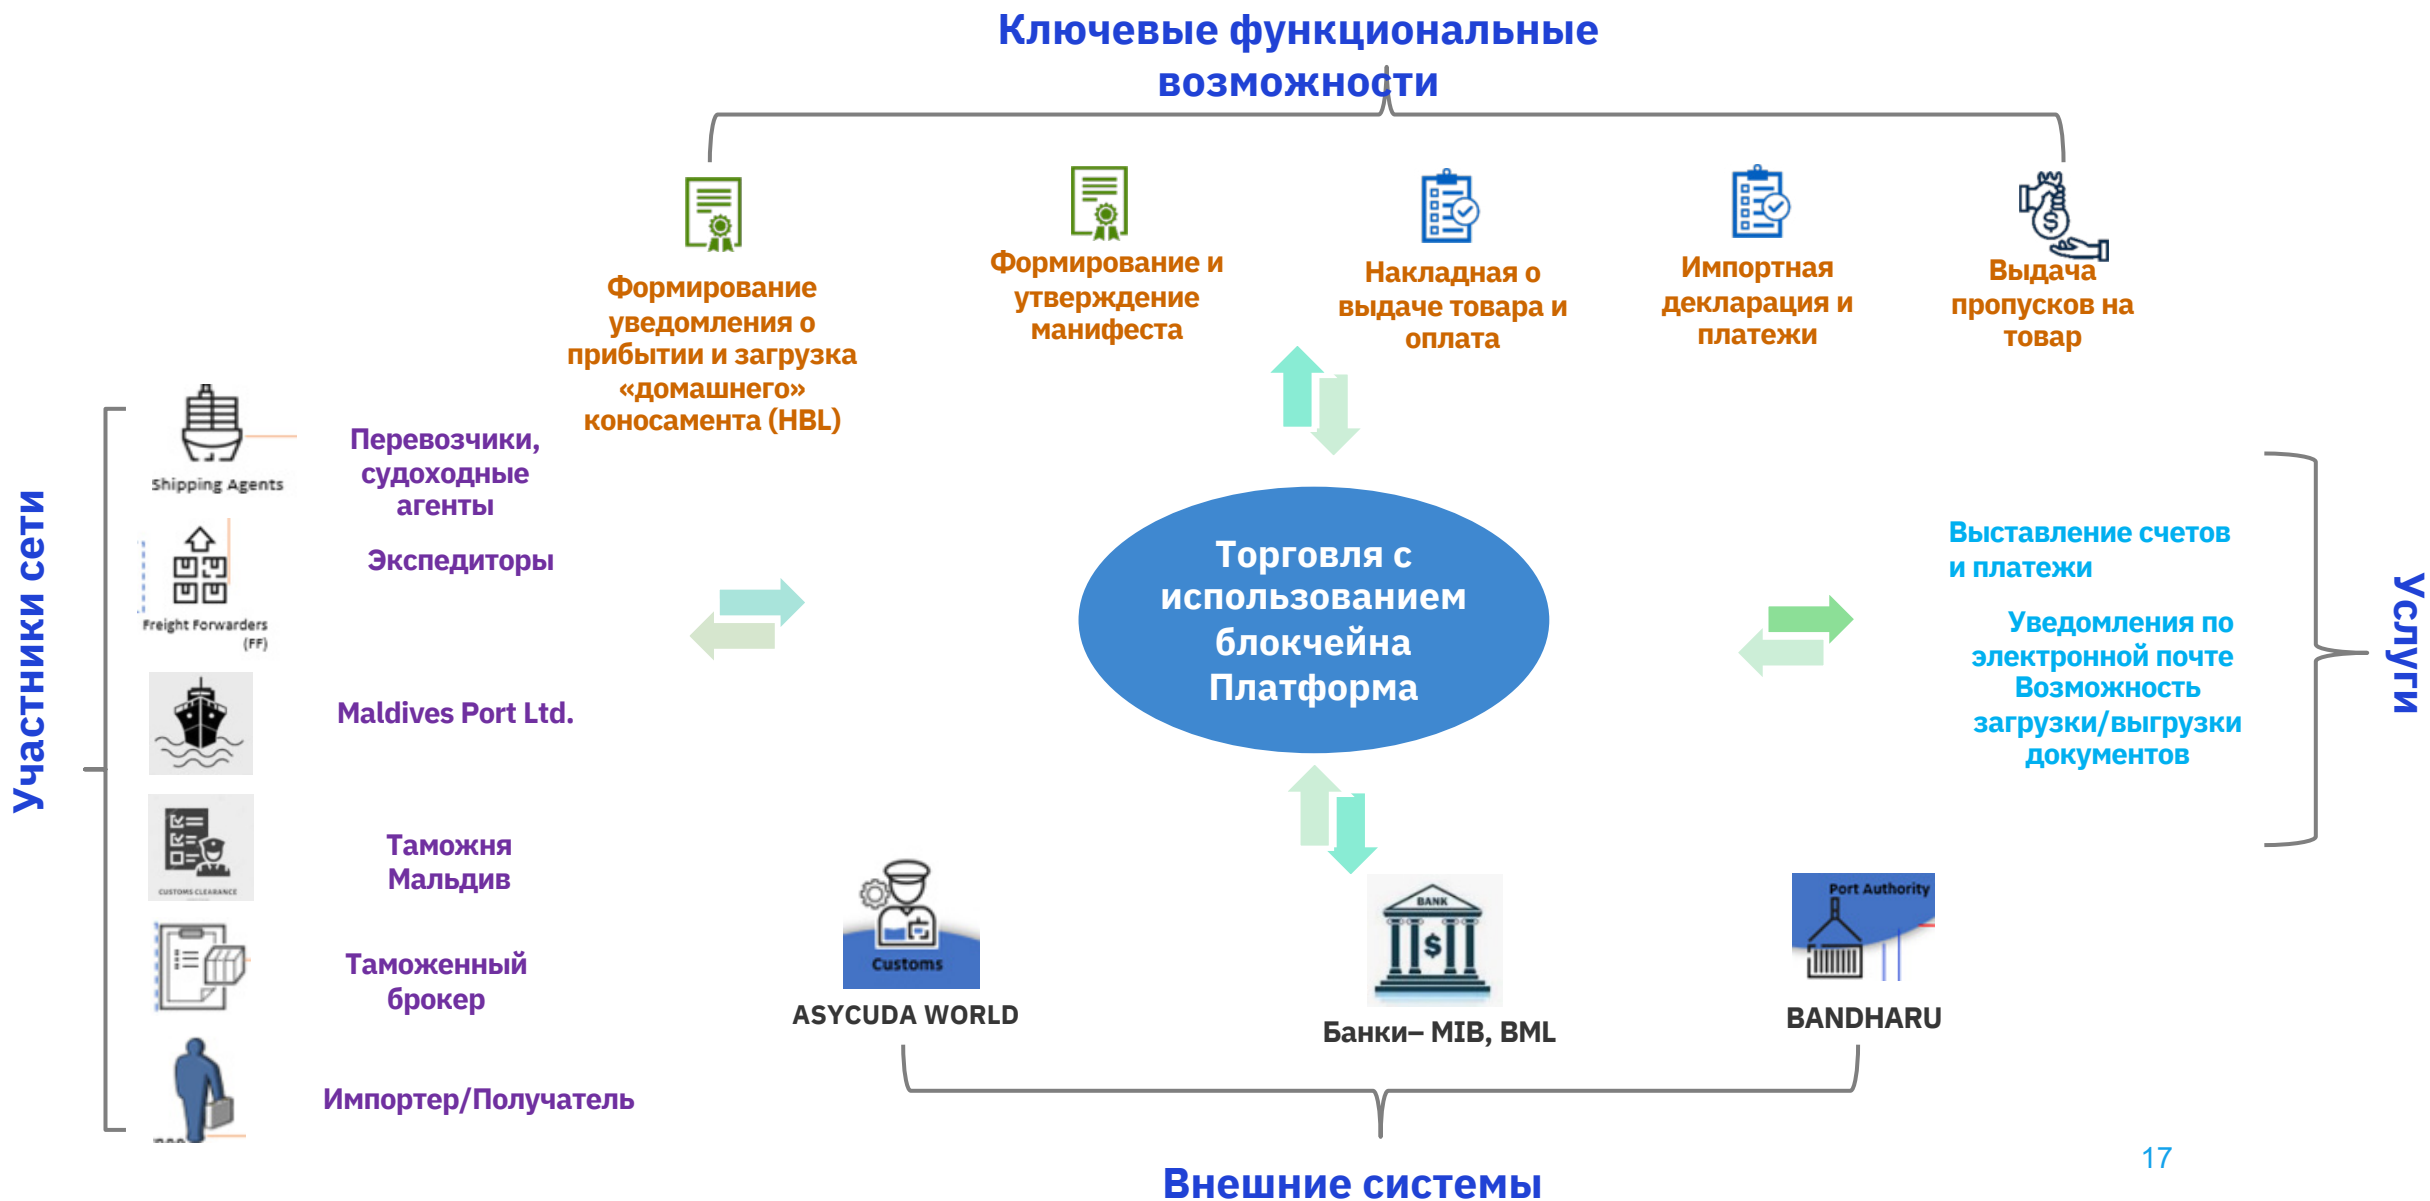 Ключевые функциональные
возможности
Формирование
уведомления о
прибытии и загрузка
«домашнего»
коносамента (HBL)
Формирование и
утверждение
манифеста
Накладная о
выдаче товара и
оплата
Импортная
декларация и
платежи
Выдача
пропусков на
товар
Участники сети
Shipping Agents
Перевозчики,
судоходные
агенты
Freight Forwarders
(FF)
Экспедиторы
Maldives Port Ltd.
CUSTOMS CLEARANCE
Таможня
Мальдив
Таможенный
брокер
Импортер/Получатель
Торговля с
использованием
блокчейна
Платформа
Выставление счетов
и платежи
Уведомления по
электронной почте
Возможность
загрузки/выгрузки
документов
Услуги
Customs
ASYCUDA WORLD
BANK
$
Банки– MIB, BML
Port Authority
BANDHARU
Внешние системы
17